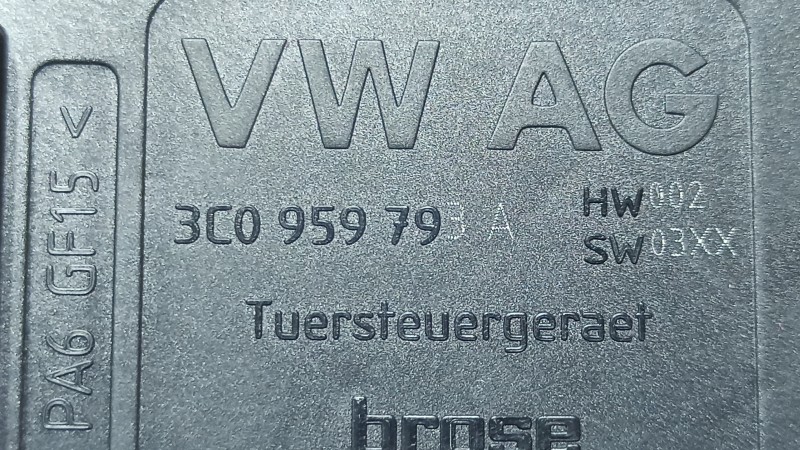 VW AG
3C0 959 793 A
HW002
SW03XX
Tuersteuergeraet
brose
PA6 GF15 <